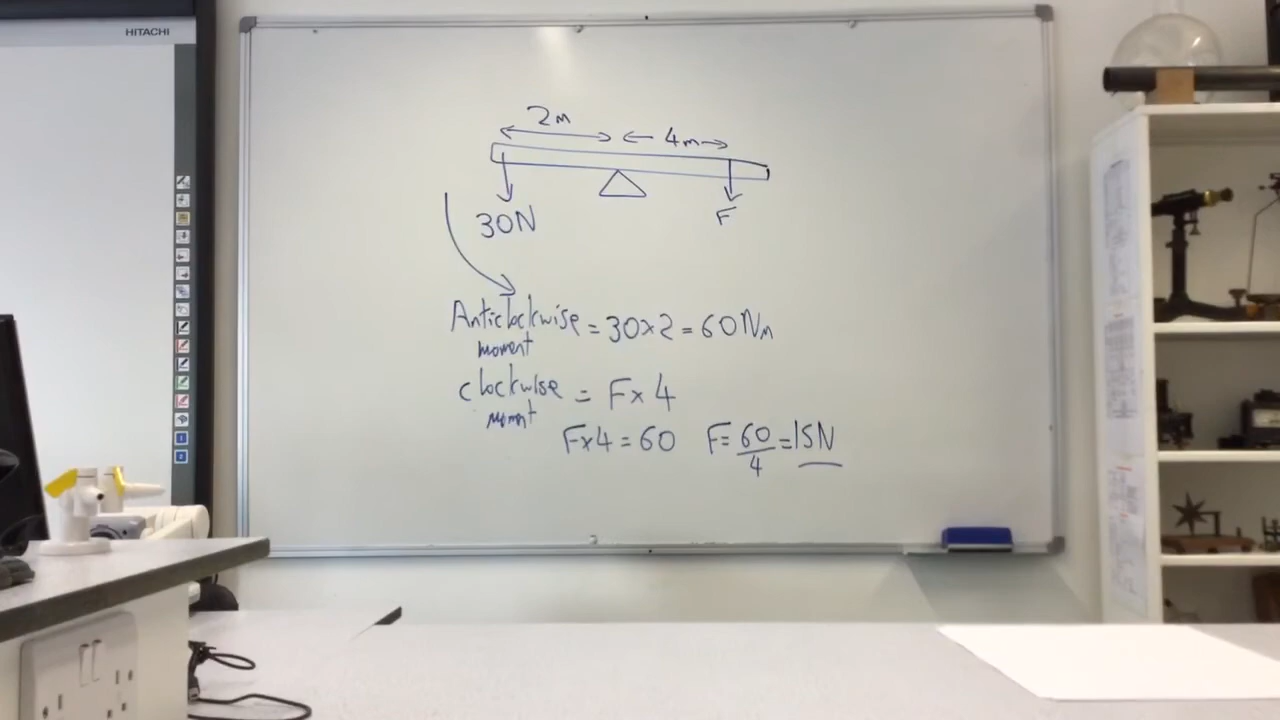 HITACHI
2m
4m
30N
F
Anticlockwise = 30×2 = 60Nm
moment
clockwise = F×4
moment
F×4 = 60 F = 60/4 = 15N